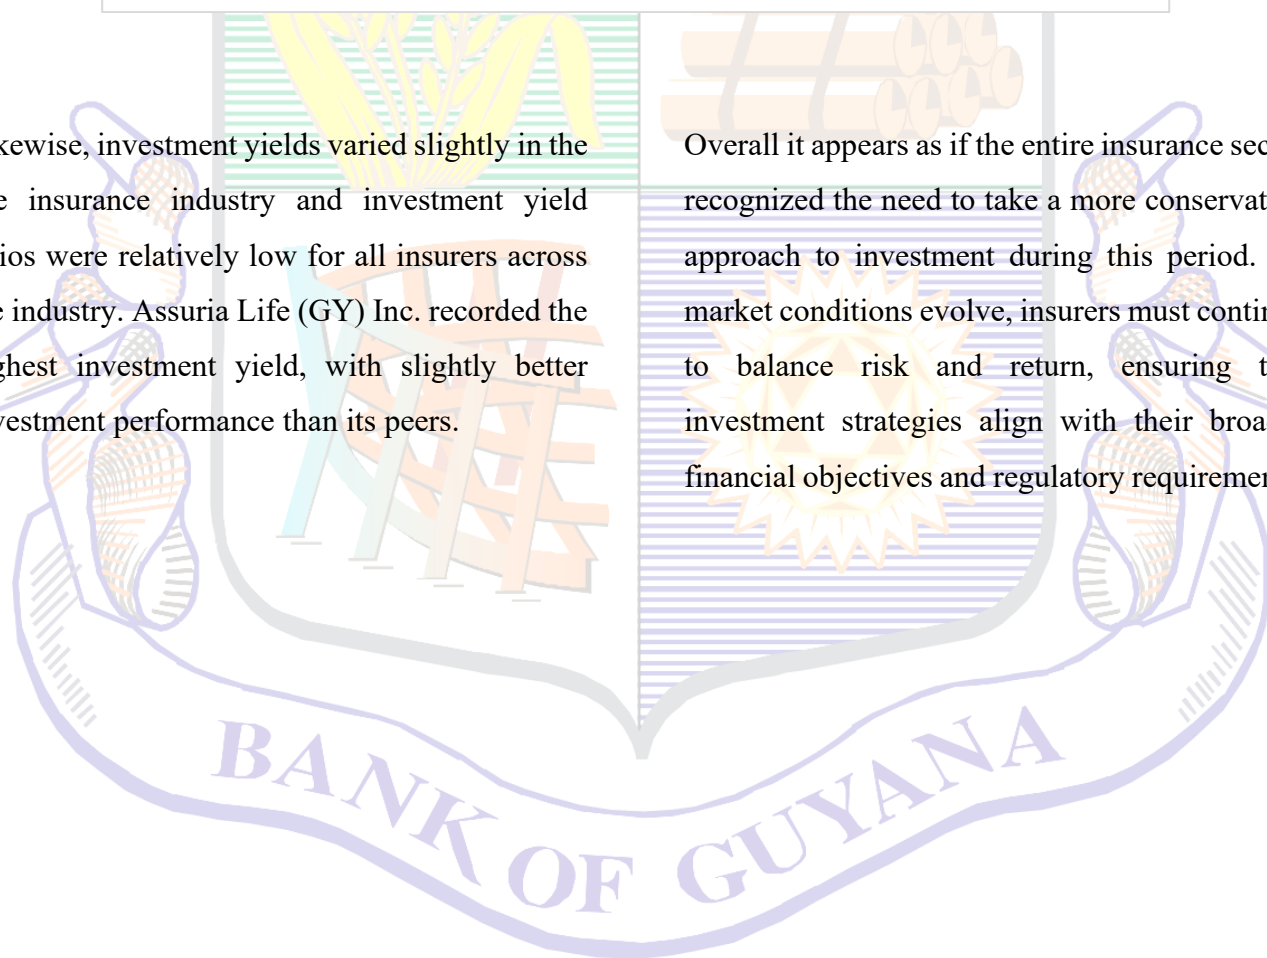 kewise, investment yields varied slightly in the
e insurance industry and investment yield
ios were relatively low for all insurers across
e industry. Assuria Life (GY) Inc. recorded the
ghest investment yield, with slightly better
vestment performance than its peers.
Overall it appears as if the entire insurance sec
recognized the need to take a more conservat
approach to investment during this period.
market conditions evolve, insurers must contin
to balance risk and return, ensuring t
investment strategies align with their broa
financial objectives and regulatory requiremen
BANK OF GUYANA